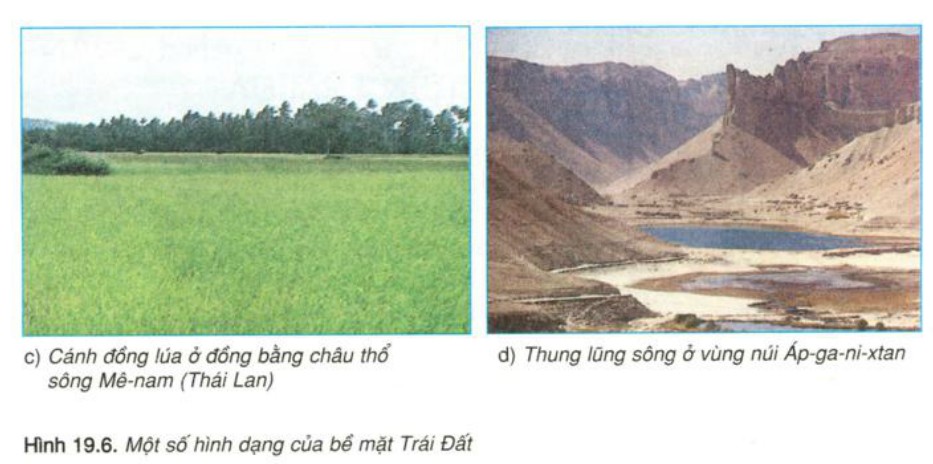 c) Cánh đồng lúa ở đồng bằng châu thổ
sông Mê-nam (Thái Lan)
d) Thung lũng sông ở vùng núi Áp-ga-ni-xtan
Hình 19.6. Một số hình dạng của bề mặt Trái Đất